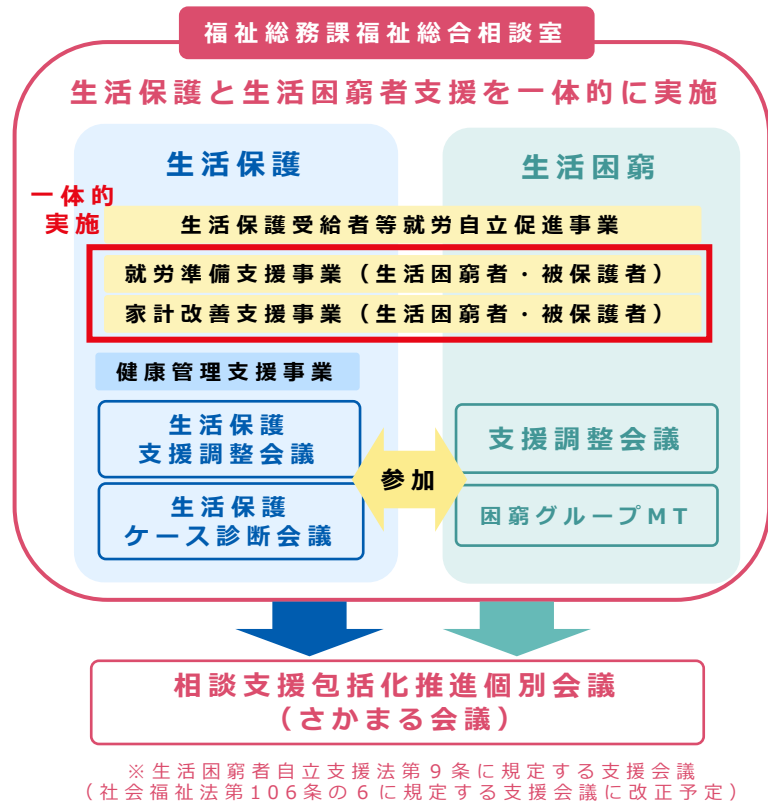 福祉総務課福祉総合相談室
生活保護と生活困窮者支援を一体的に実施
生活保護
生活困窮
一体的
実施
生活保護受給者等就労自立促進事業
就労準備支援事業(生活困窮者・被保護者)
家計改善支援事業(生活困窮者・被保護者)
健康管理支援事業
生活保護
支援調整会議
支援調整会議
参加
生活保護
ケース診断会議
困窮グループMT
相談支援包括化推進個別会議
(さかまる会議)
※生活困窮者自立支援法第9条に規定する支援会議
(社会福祉法第106条の6に規定する支援会議に改正予定)